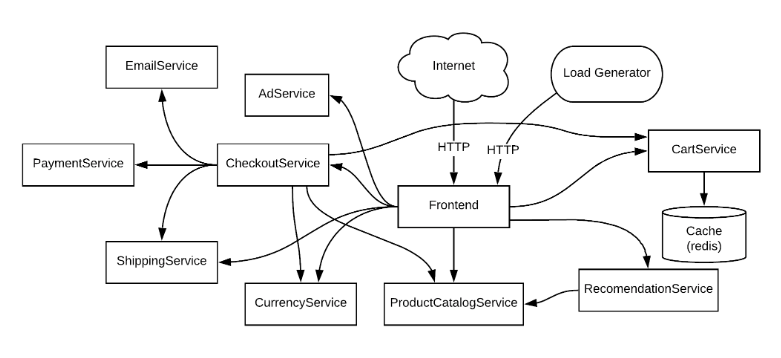 EmailService
Internet
Load Generator
AdService
HTTP
HTTP
PaymentService
CheckoutService
CartService
Frontend
Cache
(redis)
ShippingService
CurrencyService
ProductCatalogService
RecomendationService